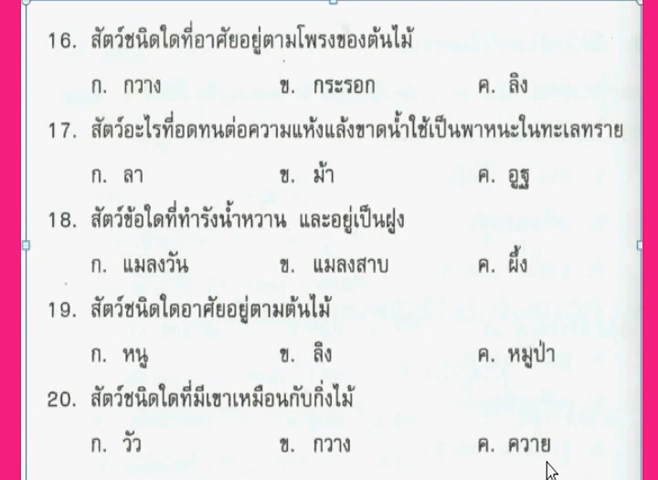 16. สัตว์ชนิดใดที่อาศัยอยู่ตามโพรงของต้นไม้
ก. กวาง ข. กระรอก ค. ลิง
17. สัตว์อะไรที่อดทนต่อความแห้งแล้งขาดน้ำใช้เป็นพาหนะในทะเลทราย
ก. ลา ข. ม้า ค. อูฐ
18. สัตว์ข้อใดที่ทำรังน้ำหวาน และอยู่เป็นฝูง
ก. แมลงวัน ข. แมลงสาบ ค. ผึ้ง
19. สัตว์ชนิดใดอาศัยอยู่ตามต้นไม้
ก. หนู ข. ลิง ค. หมูป่า
20. สัตว์ชนิดใดที่มีเขาเหมือนกับกิ่งไม้
ก. วัว ข. กวาง ค. ควาย